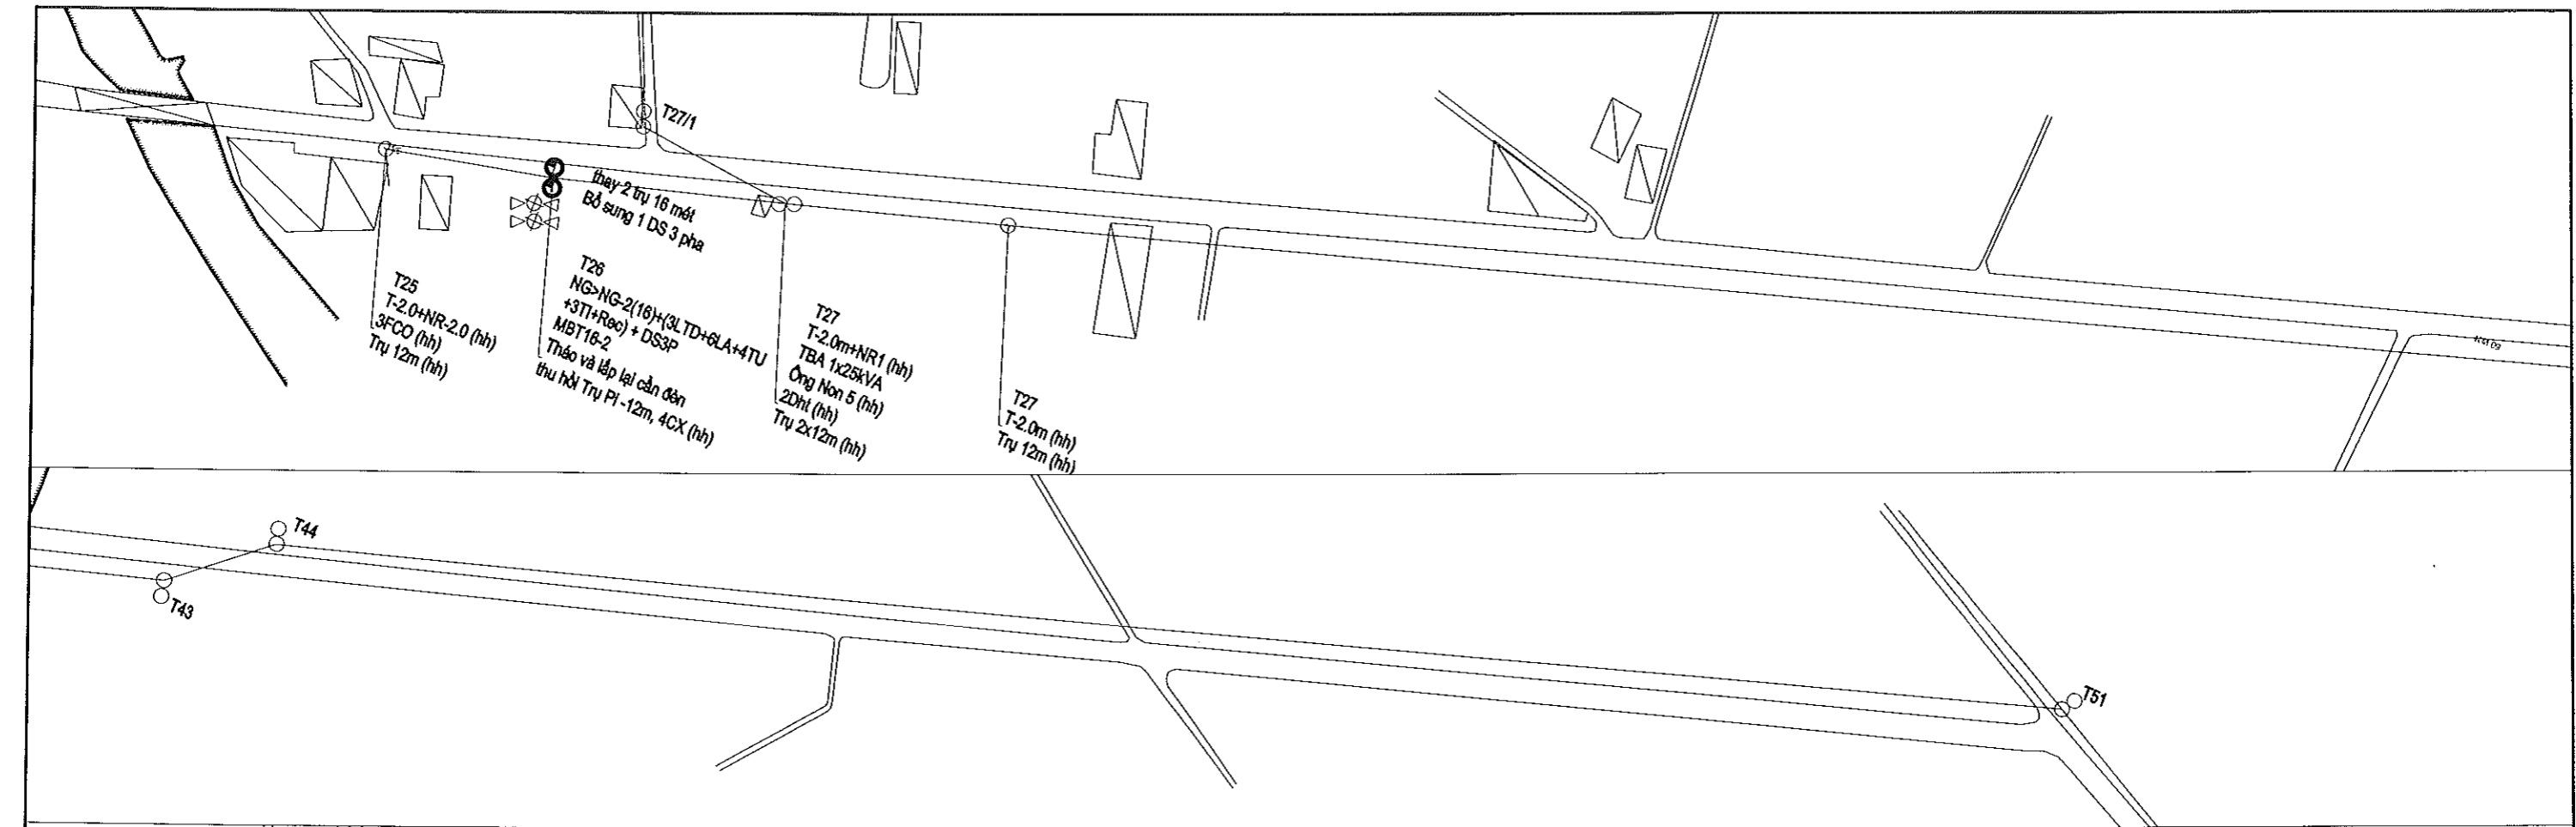 T27/1
thay 2 trụ 16 mét
Bổ sung 1 DS 3 pha
T25
T-2.0+NR-2.0 (hh)
3FCO (hh)
Trụ 12m (hh)
T26
NG>NG-2(16)+(3LTD+6LA+4TU
+3TI+Rec) + DS3P
MBT16-2
Tháo và lắp lại cần đèn
thu hồi Trụ PI -12m, 4CX (hh)
T27
T-2.0m+NR1 (hh)
TBA 1x25kVA
Ông Non 5 (hh)
2Dht (hh)
Trụ 2x12m (hh)
T27
T-2.0m (hh)
Trụ 12m (hh)
T44
T43
T51